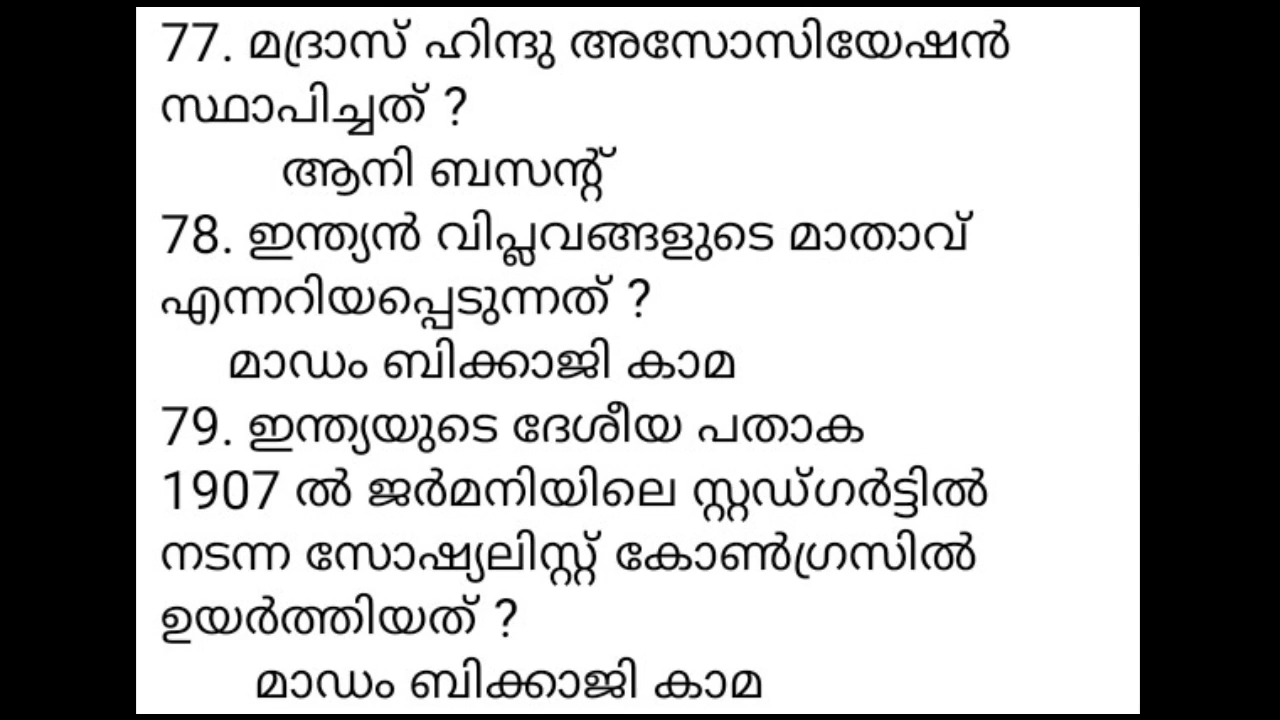 77. മദ്രാസ് ഹിന്ദു അസോസിയേഷൻ
സ്ഥാപിച്ചത് ?
ആനി ബസന്റ്
78. ഇന്ത്യൻ വിപ്ലവങ്ങളുടെ മാതാവ്
എന്നറിയപ്പെടുന്നത് ?
മാഡം ബിക്കാജി കാമ
79. ഇന്ത്യയുടെ ദേശീയ പതാക
1907 ൽ ജർമനിയിലെ സ്റ്റഡ്ഗർട്ടിൽ
നടന്ന സോഷ്യലിസ്റ്റ് കോൺഗ്രസിൽ
ഉയർത്തിയത് ?
മാഡം ബിക്കാജി കാമ